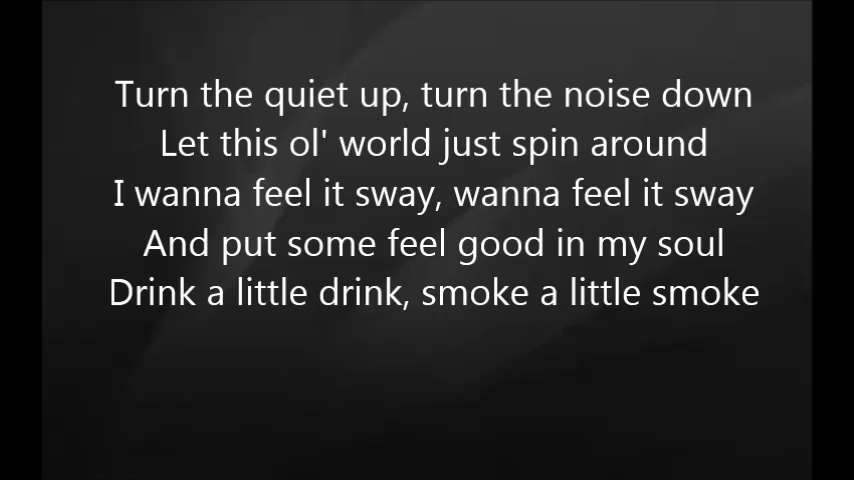 Turn the quiet up, turn the noise down
Let this ol' world just spin around
I wanna feel it sway, wanna feel it sway
And put some feel good in my soul
Drink a little drink, smoke a little smoke